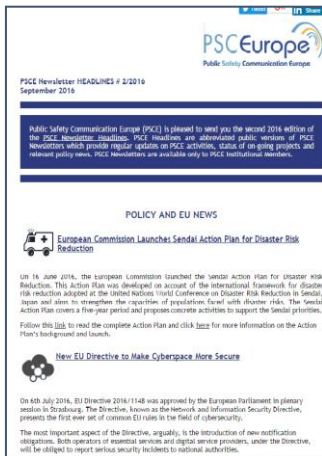 Tweet
in Share
PSCEurope
Public Safety Communication Europe
PSCE Newsletter HEADLINES # 2/2016
September 2016
Public Safety Communication Europe (PSCE) is pleased to send you the second 2016 edition of
the PSCE Newsletter Headlines. PSCE Headlines are abbreviated public versions of PSCE
Newsletters which provide regular updates on PSCE activities, status of on-going projects and
relevant policy news. PSCE Newsletters are available only to PSCE Institutional Members.
POLICY AND EU NEWS
European Commission Launches Sendai Action Plan for Disaster Risk
Reduction
On 16 June 2016, the European Commission launched the Sendai Action Plan for Disaster Risk
Reduction. This Action Plan was developed on account of the international framework for disaster
risk reduction adopted at the United Nations World Conference on Disaster Risk Reduction in Sendai,
Japan and aims to strengthen the capacities of populations faced with disaster risks. The Sendai
Action Plan covers a five-year period and proposes concrete activities to support the Sendai priorities.
Follow this link to read the complete Action Plan and click here for more information on the Action
Plan's background and launch.
New EU Directive to Make Cyberspace More Secure
On 6th July 2016, EU Directive 2016/1148 was approved by the European Parliament in plenary
session in Strasbourg. The Directive, known as the Network and Information Security Directive,
presents the first ever set of common EU rules in the field of cybersecurity.
The most important aspect of the Directive, arguably, is the introduction of new notification
obligations. Both operators of essential services and digital service providers, under the Directive,
will be obliged to report serious security incidents to national authorities.